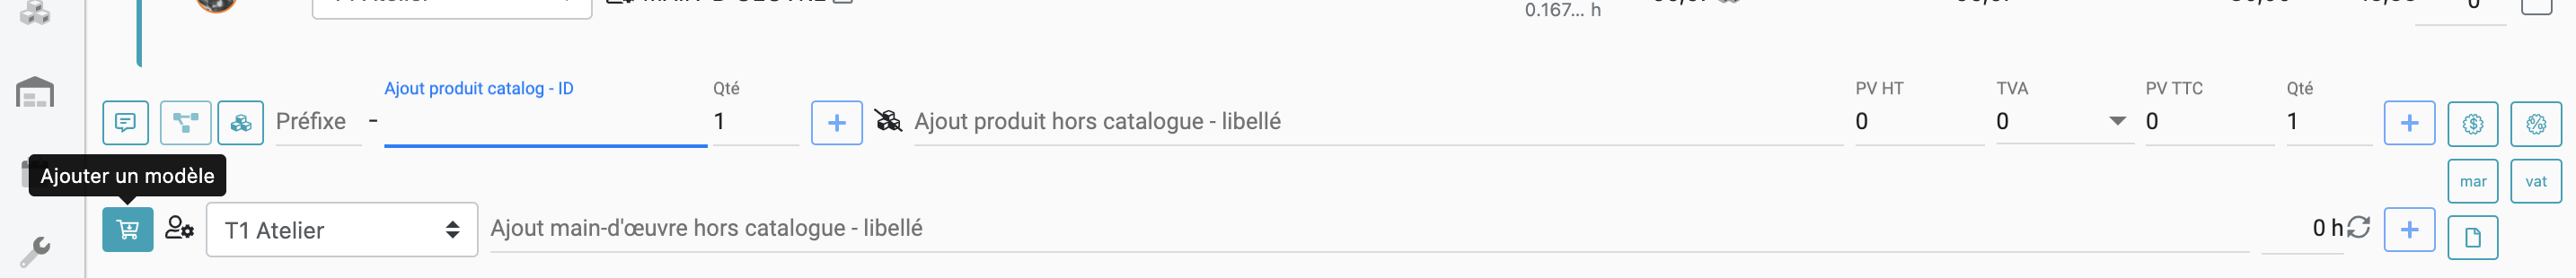 0.167... h
Ajout produit catalog - ID
Qté
PV HT
TVA
PV TTC
Qté
Préfixe
-
1
+
Ajout produit hors catalogue - libellé
0
0
0
1
+
Ajouter un modèle
mar
vat
T1 Atelier
Ajout main-d'œuvre hors catalogue - libellé
0 h
+